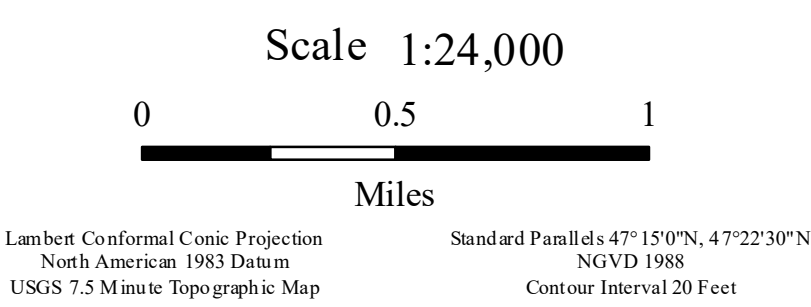 Scale 1:24,000
0 0.5 1
Miles
Lambert Conformal Conic Projection
North American 1983 Datum
USGS 7.5 Minute Topographic Map
Standard Parallels 47°15'0"N, 47°22'30"N
NGVD 1988
Contour Interval 20 Feet